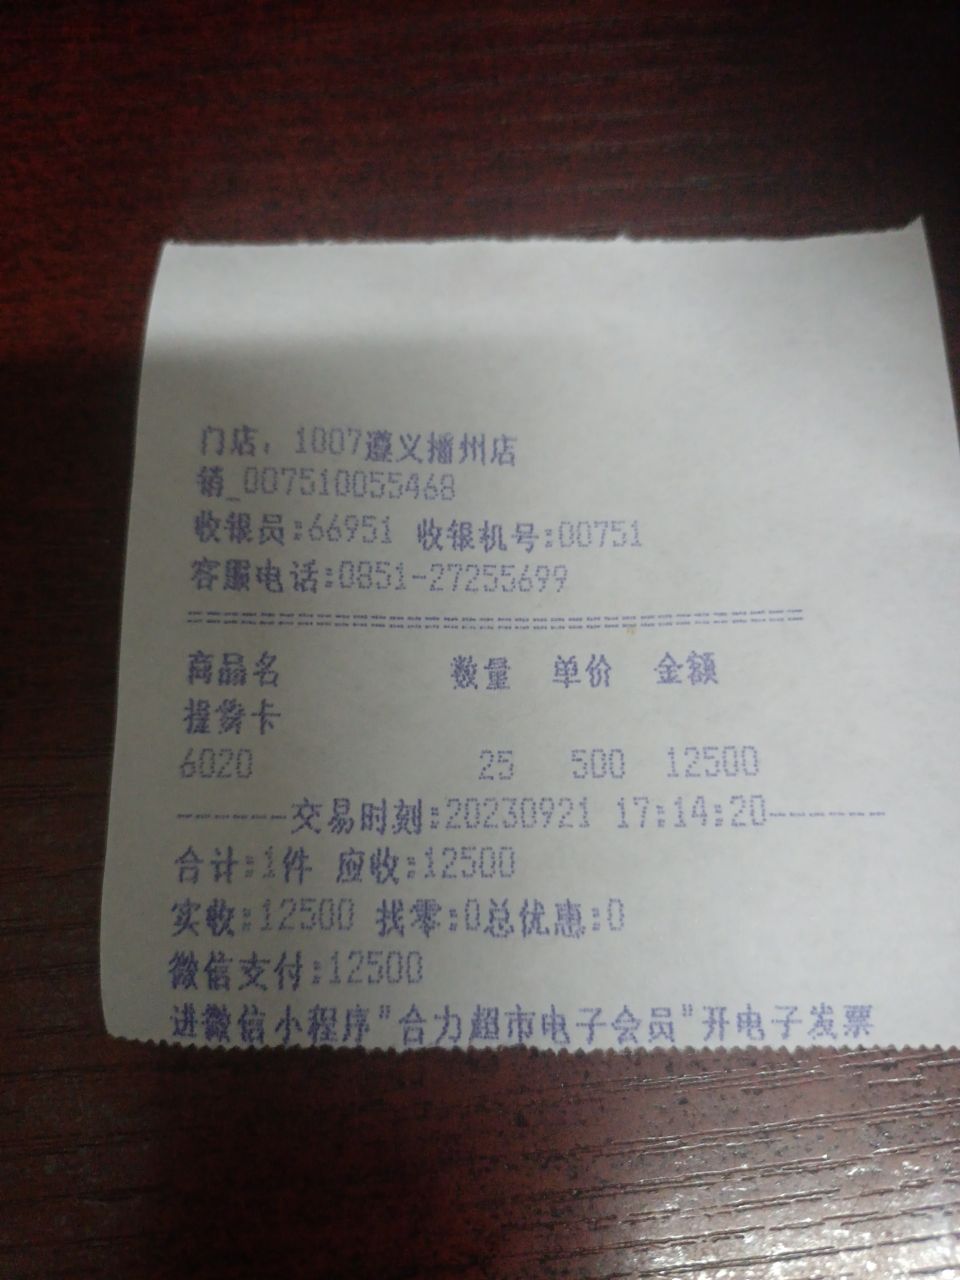 门店: 1007遵义播州店
销_007510055468
收银员:66951 收银机号:00751
客服电话:0851-27255699
商品名 数量 单价 金额
提货卡
6020 25 500 12500
------交易时刻:20230921 17:14:20------
合计:1件 应收:12500
实收:12500 找零:0总优惠:0
微信支付:12500
进微信小程序"合力超市电子会员"开电子发票